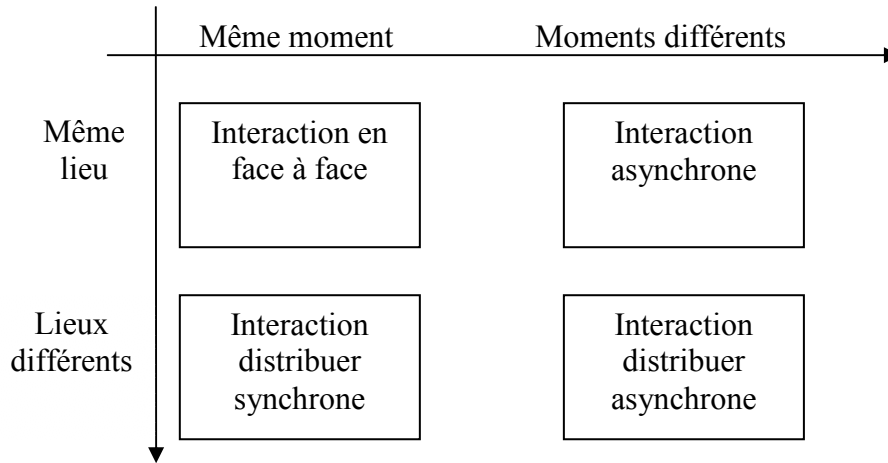 Même moment
Moments différents
Même
lieu
Interaction en
face à face
Interaction
asynchrone
Lieux
différents
Interaction
distribuer
synchrone
Interaction
distribuer
asynchrone